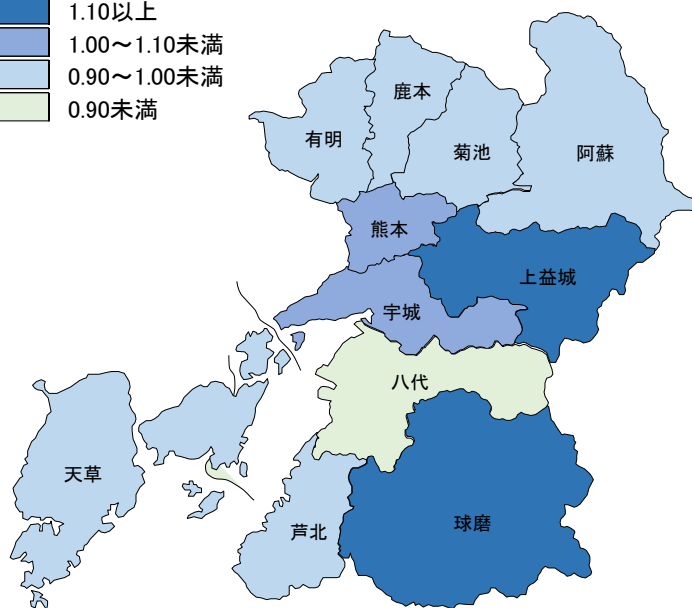 1.10以上
1.00～1.10未満
0.90～1.00未満
0.90未満
鹿本
有明
菊池
阿蘇
熊本
上益城
宇城
八代
天草
芦北
球磨